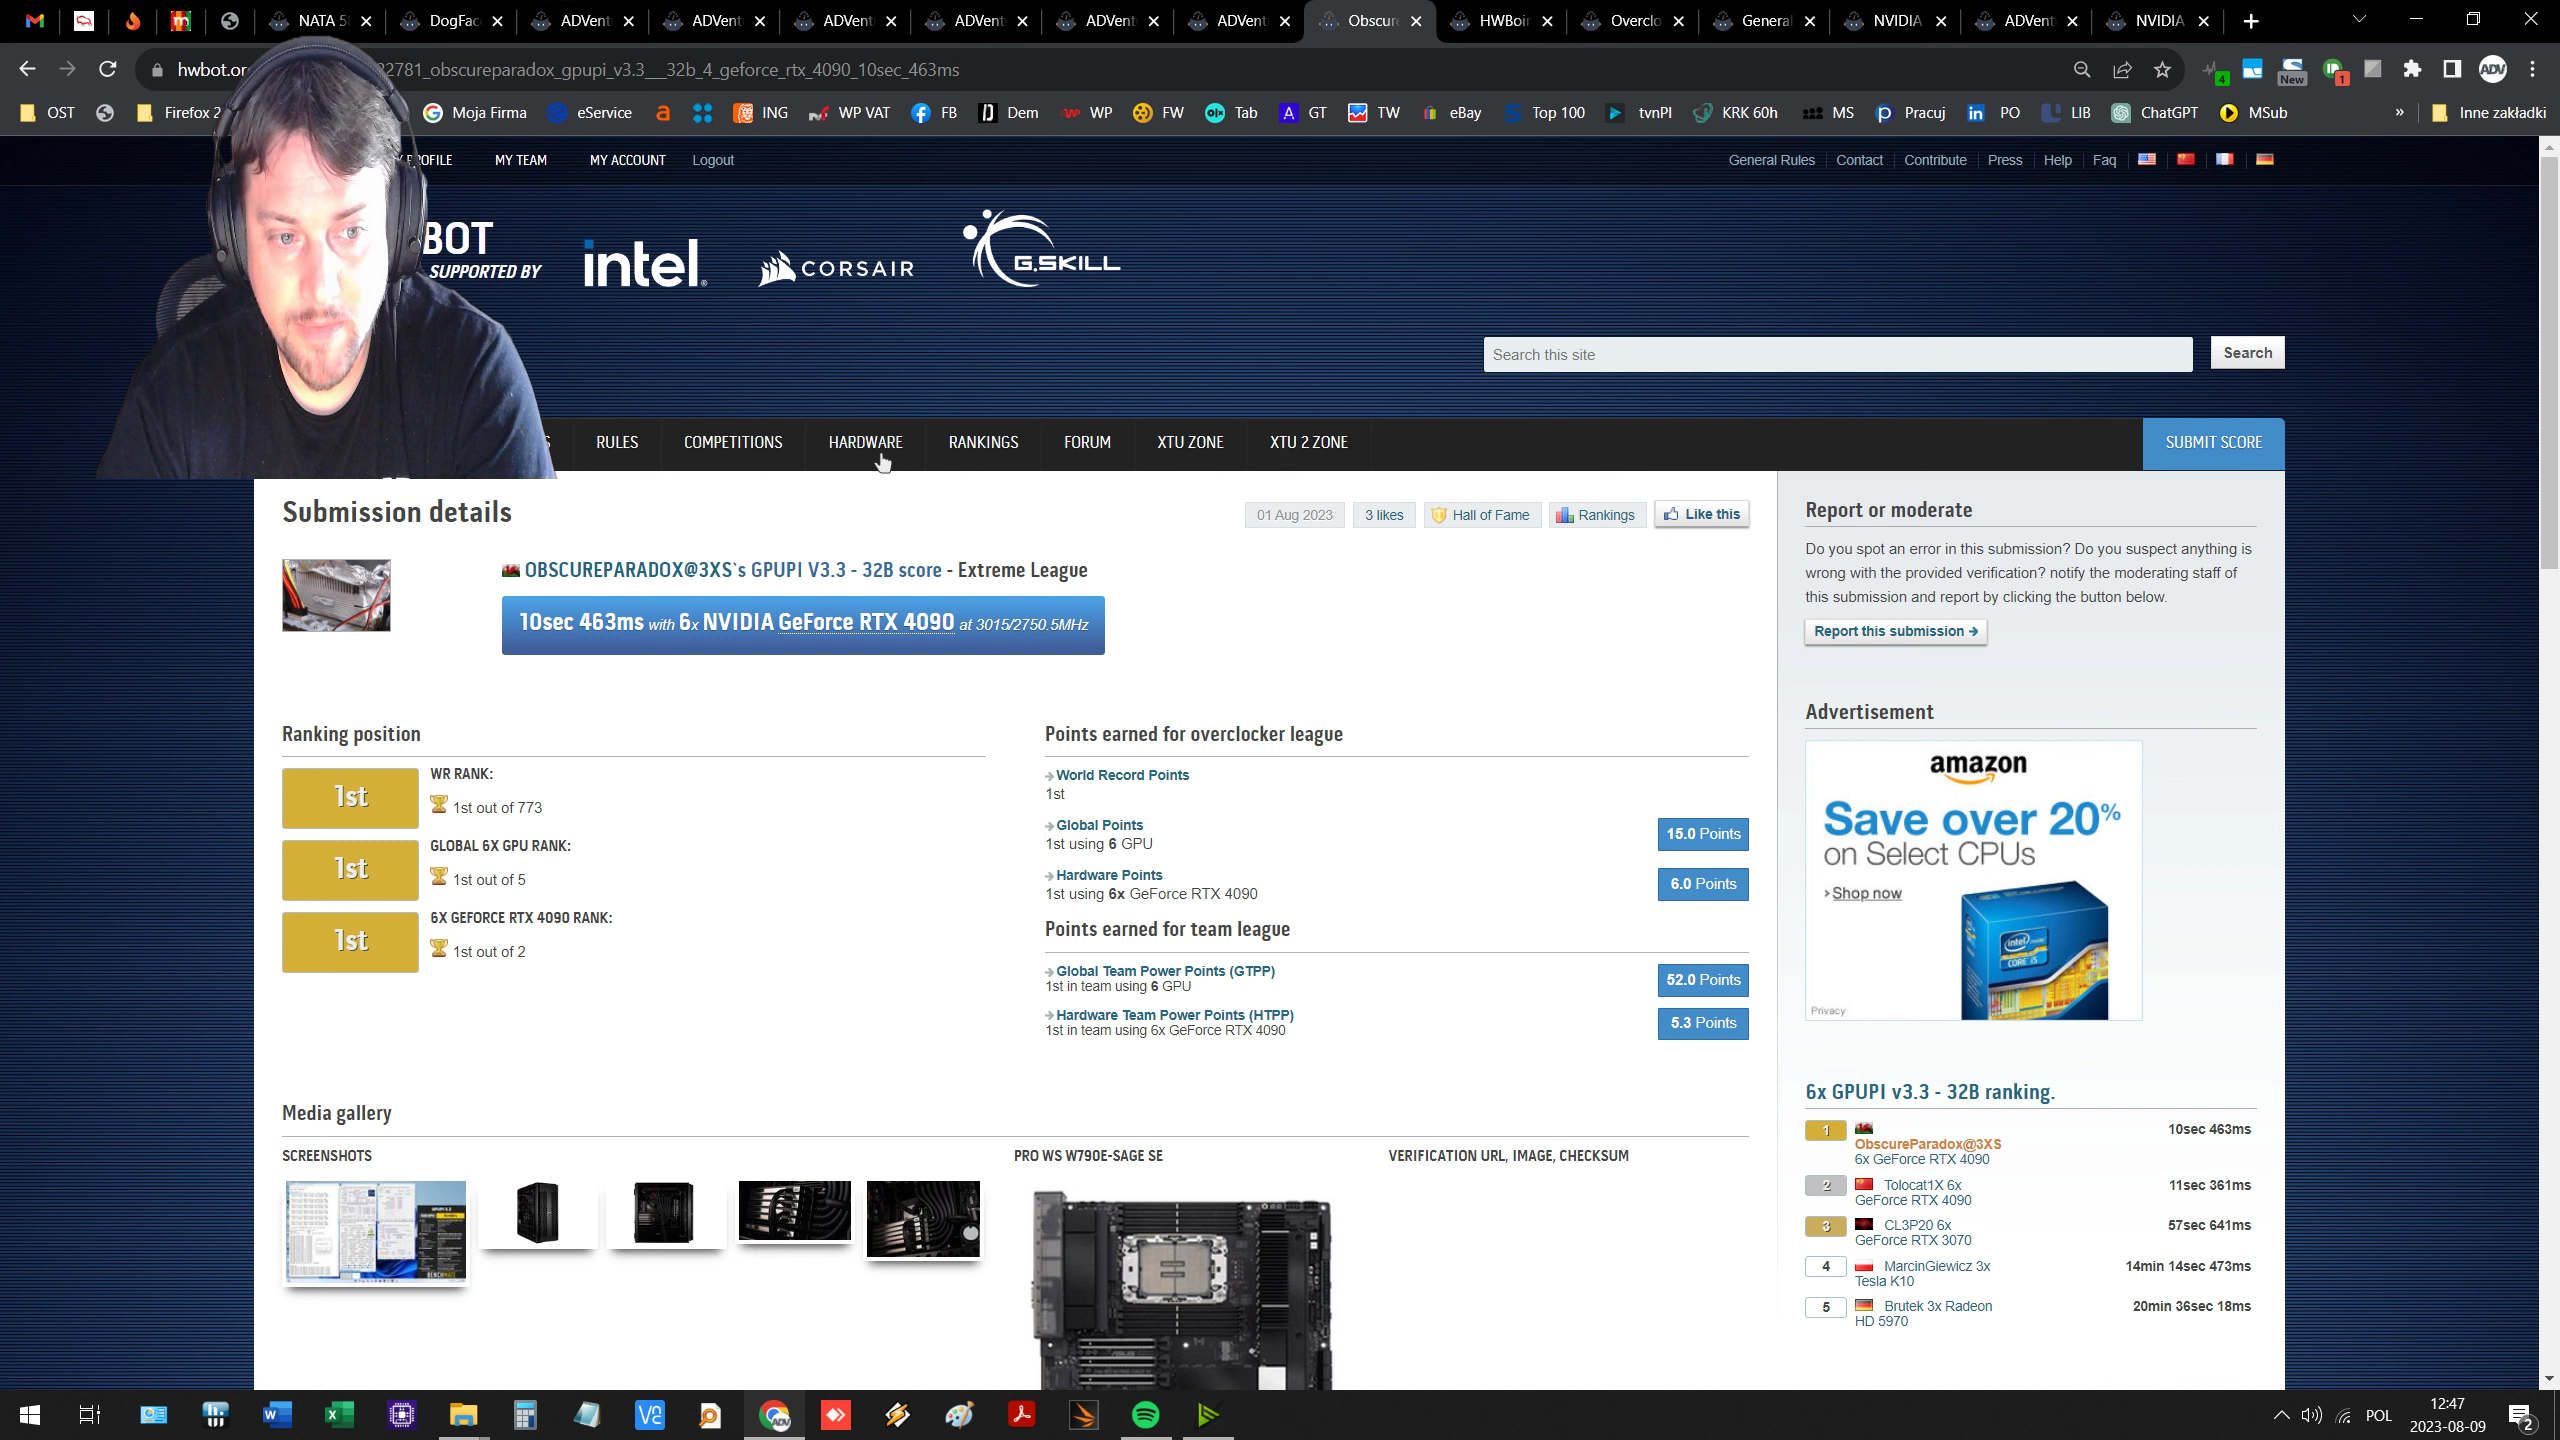 NATA 5
DogFac
ADVent
ADVent
ADVent
ADVent
ADVent
ADVent
Obscure
HWBoi
Overclo
General
NVIDIA
ADVent
NVIDIA
hwbot.or
2781_obscureparadox_gpupi_v3.3___32b_4_geforce_rtx_4090_10sec_463ms
4
New
1
ADV
OST
Firefox 2
Moja Firma
eService
ING
WP VAT
FB
Dem
WP
FW
Tab
GT
TW
eBay
Top 100
tvnPI
KRK 60h
MS
Pracuj
PO
LIB
ChatGPT
MSub
»
Inne zakładki
PROFILE
MY TEAM
MY ACCOUNT
Logout
General Rules
Contact
Contribute
Press
Help
Faq
BOT
SUPPORTED BY
intel.
CORSAIR
G.SKILL
Search this site
Search
S
RULES
COMPETITIONS
HARDWARE
RANKINGS
FORUM
XTU ZONE
XTU 2 ZONE
SUBMIT SCORE
Submission details
01 Aug 2023
3 likes
Hall of Fame
Rankings
Like this
OBSCUREPARADOX@3XS`s GPUPI V3.3 - 32B score - Extreme League
10sec 463ms with 6x NVIDIA GeForce RTX 4090 at 3015/2750.5MHz
Ranking position
1st
WR RANK:
1st out of 773
1st
GLOBAL 6X GPU RANK:
1st out of 5
1st
6X GEFORCE RTX 4090 RANK:
1st out of 2
Points earned for overclocker league
World Record Points
1st
Global Points
1st using 6 GPU
15.0 Points
Hardware Points
1st using 6x GeForce RTX 4090
6.0 Points
Points earned for team league
Global Team Power Points (GTPP)
1st in team using 6 GPU
52.0 Points
Hardware Team Power Points (HTPP)
1st in team using 6x GeForce RTX 4090
5.3 Points
Media gallery
SCREENSHOTS
PRO WS W790E-SAGE SE
VERIFICATION URL, IMAGE, CHECKSUM
Report or moderate
Do you spot an error in this submission? Do you suspect anything is
wrong with the provided verification? notify the moderating staff of
this submission and report by clicking the button below.
Report this submission
Advertisement
amazon
Save over 20%
on Select CPUs
Shop now
intel
CORE i5
Privacy
6x GPUPI v3.3 - 32B ranking.
1
ObscureParadox@3XS
6x GeForce RTX 4090
10sec 463ms
2
Tolocat1X 6x
GeForce RTX 4090
11sec 361ms
3
CL3P20 6x
GeForce RTX 3070
57sec 641ms
4
MarcinGiewicz 3x
Tesla K10
14min 14sec 473ms
5
Brutek 3x Radeon
HD 5970
20min 36sec 18ms
POL
12:47
2023-08-09
2